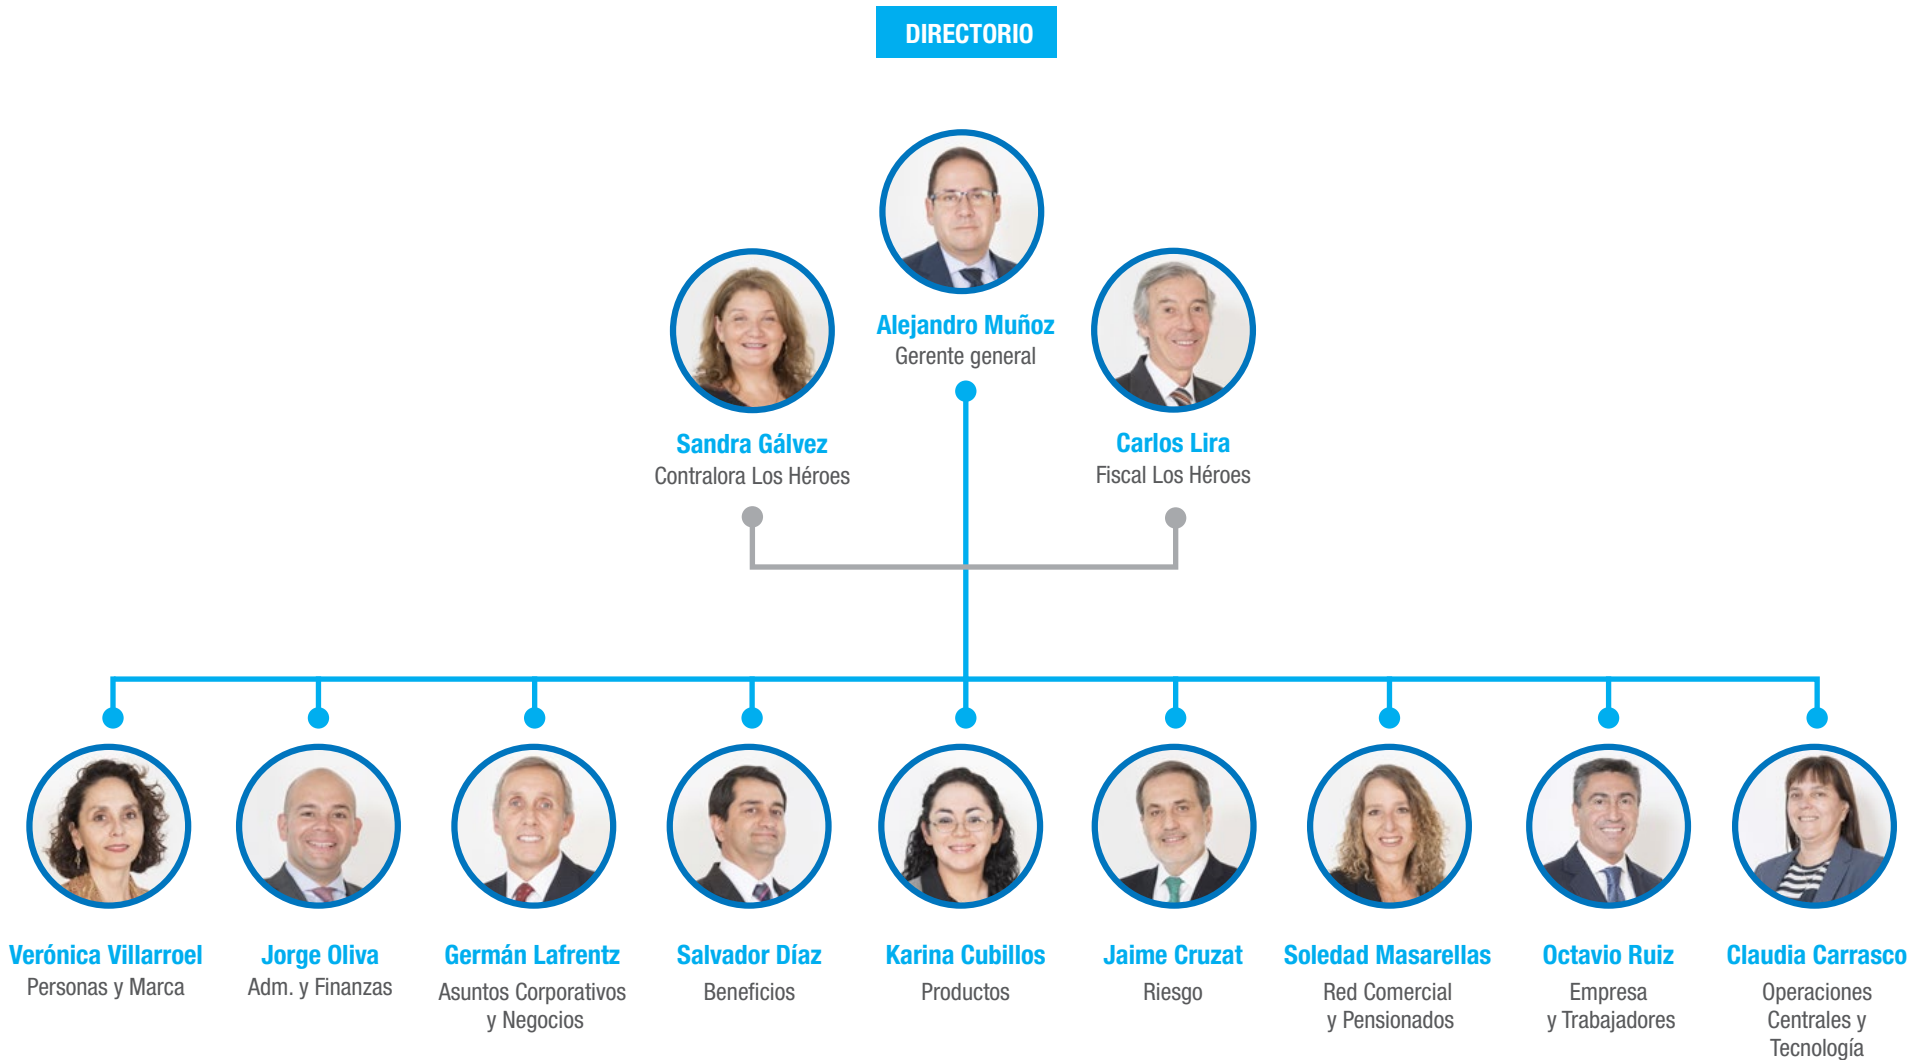 DIRECTORIO
Alejandro Muñoz
Gerente general
Sandra Gálvez
Contralora Los Héroes
Carlos Lira
Fiscal Los Héroes
Verónica Villarroel
Personas y Marca
Jorge Oliva
Adm. y Finanzas
Germán Lafrentz
Asuntos Corporativos
y Negocios
Salvador Díaz
Beneficios
Karina Cubillos
Productos
Jaime Cruzat
Riesgo
Soledad Masarellas
Red Comercial
y Pensionados
Octavio Ruiz
Empresa
y Trabajadores
Claudia Carrasco
Operaciones
Centrales y
Tecnología